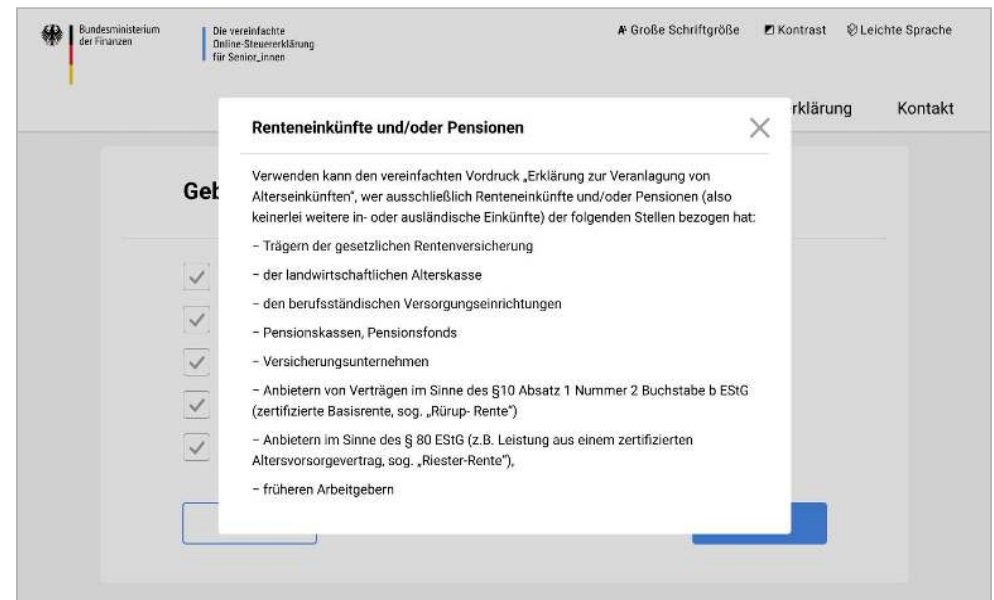 Bundesministerium
der Finanzen
Die vereinfachte
Online-Steuererklärung
für Senior_innen
A Große Schriftgröße Kontrast Leichte Sprache
rklärung Kontakt
Renteneinkünfte und/oder Pensionen
Geb
Verwenden kann den vereinfachten Vordruck „Erklärung zur Veranlagung von
Alterseinkünften“, wer ausschließlich Renteneinkünfte und/oder Pensionen (also
keinerlei weitere in- oder ausländische Einkünfte) der folgenden Stellen bezogen hat:
– Trägern der gesetzlichen Rentenversicherung
– der landwirtschaftlichen Alterskasse
– den berufsständischen Versorgungseinrichtungen
– Pensionskassen, Pensionsfonds
– Versicherungsunternehmen
– Anbietern von Verträgen im Sinne des §10 Absatz 1 Nummer 2 Buchstabe b EStG
(zertifizierte Basisrente, sog. „Rürup- Rente“)
– Anbietern im Sinne des § 80 EStG (z.B. Leistung aus einem zertifizierten
Altersvorsorgevertrag, sog. „Riester-Rente“),
– früheren Arbeitgebern